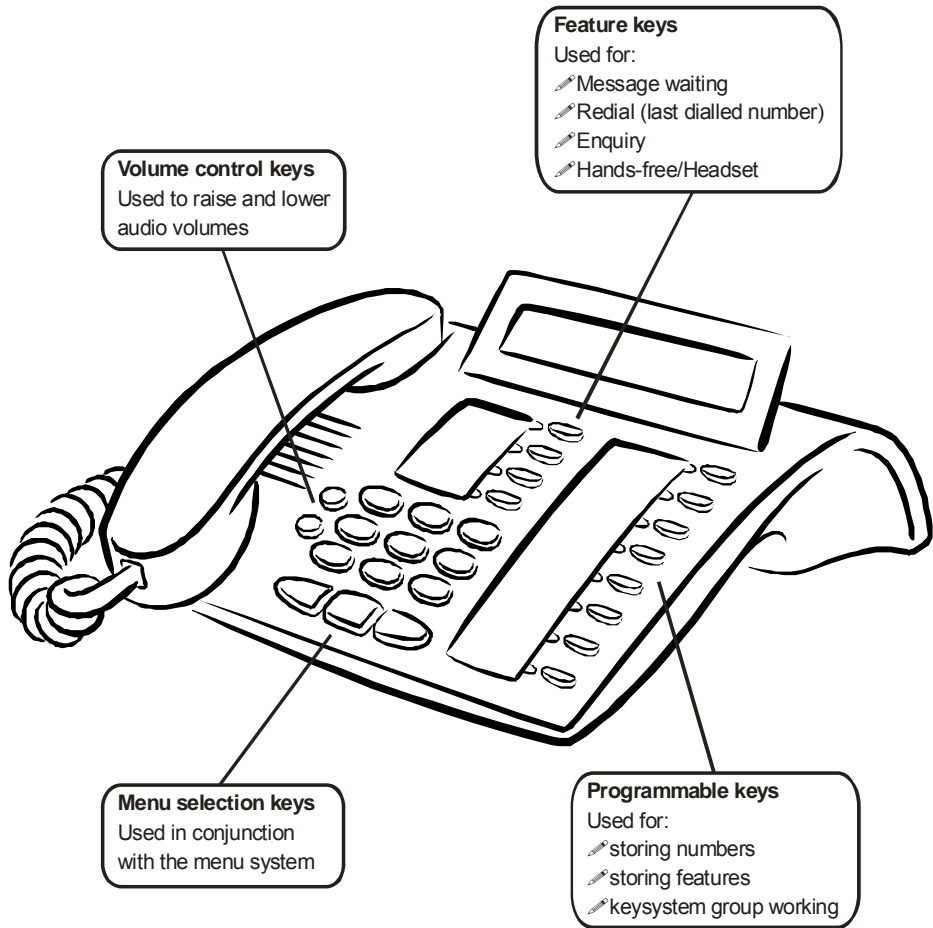 Feature keys
Used for:
Message waiting
Redial (last dialled number)
Enquiry
Hands-free/Headset
Volume control keys
Used to raise and lower
audio volumes
Menu selection keys
Used in conjunction
with the menu system
Programmable keys
Used for:
storing numbers
storing features
keysystem group working